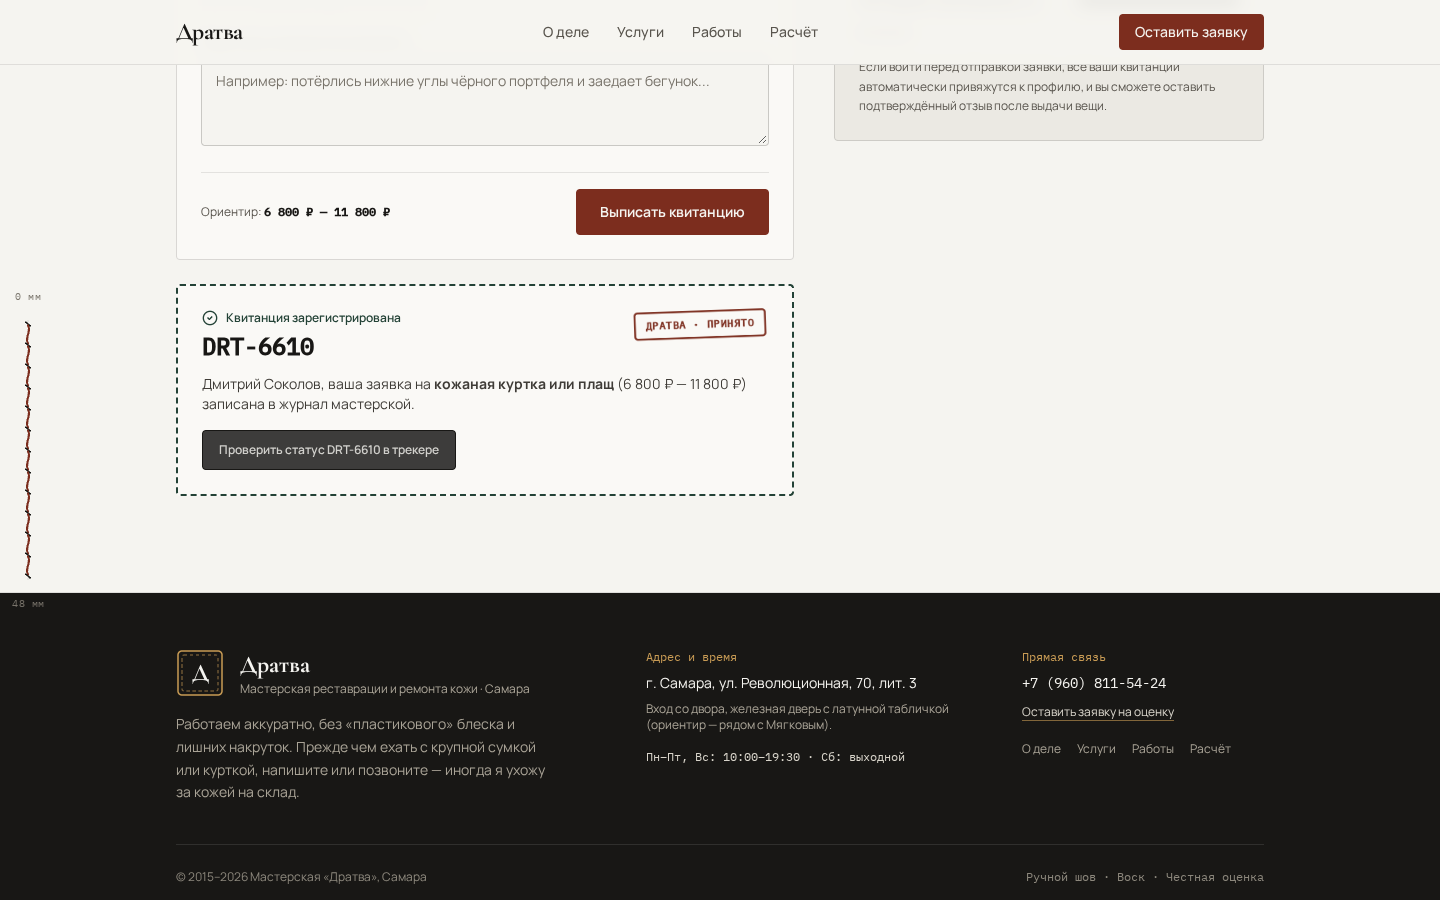 Дратва
О деле
Услуги
Работы
Расчёт
Оставить заявку
Например: потёрлись нижние углы чёрного портфеля и заедает бегунок...
Если войти перед отправкой заявки, все ваши квитанции
автоматически привяжутся к профилю, и вы сможете оставить
подтверждённый отзыв после выдачи вещи.
Ориентир: 6 800 ₽ — 11 800 ₽
Выписать квитанцию
0 мм
Квитанция зарегистрирована
ДРАТВА · ПРИНЯТО
DRT-6610
Дмитрий Соколов, ваша заявка на кожаная куртка или плащ (6 800 ₽ — 11 800 ₽)
записана в журнал мастерской.
Проверить статус DRT-6610 в трекере
48 мм
Д
Дратва
Мастерская реставрации и ремонта кожи · Самара
Работаем аккуратно, без «пластикового» блеска и
лишних накруток. Прежде чем ехать с крупной сумкой
или курткой, напишите или позвоните — иногда я ухожу
за кожей на склад.
Адрес и время
г. Самара, ул. Революционная, 70, лит. 3
Вход со двора, железная дверь с латунной табличкой
(ориентир — рядом с Мягковым).
Пн–Пт, Вс: 10:00–19:30 · Сб: выходной
Прямая связь
+7 (960) 811-54-24
Оставить заявку на оценку
О деле
Услуги
Работы
Расчёт
© 2015–2026 Мастерская «Дратва», Самара
Ручной шов · Воск · Честная оценка